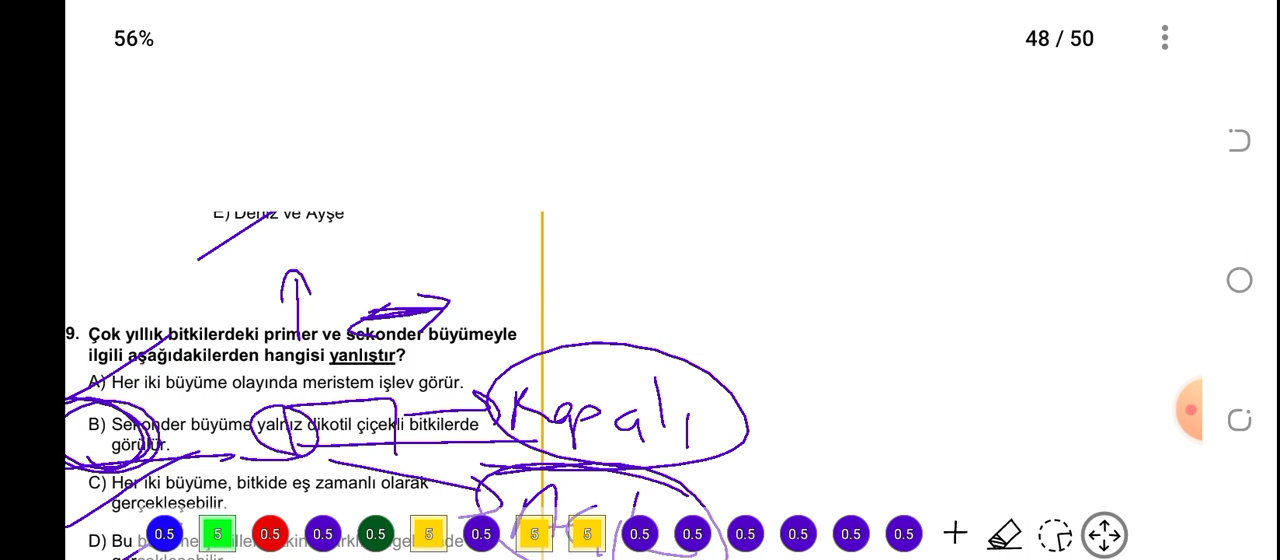 56%
48 / 50
E) Deniz ve Ayşe
9. Çok yıllık bitkilerdeki primer ve sekonder büyümeyle
ilgili aşağıdakilerden hangisi yanlıştır?
A) Her iki büyüme olayında meristem işlev görür.
B) Sekonder büyüme yalnız dikotil çiçekli bitkilerde
görülür.
Kapalı
C) Her iki büyüme, bitkide eş zamanlı olarak
gerçekleşebilir.
D) Bu
0.5 5 0.5 0.5 0.5 5 0.5 5 5 0.5 0.5 0.5 0.5 0.5 0.5